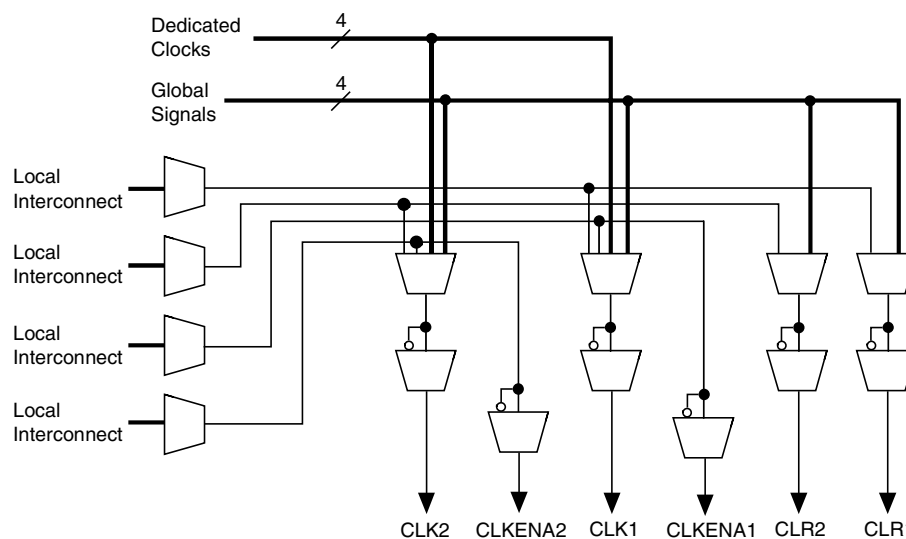 Dedicated
Clocks
4
Global
Signals
4
Local
Interconnect
Local
Interconnect
Local
Interconnect
Local
Interconnect
CLK2 CLKENA2 CLK1 CLKENA1 CLR2 CLR